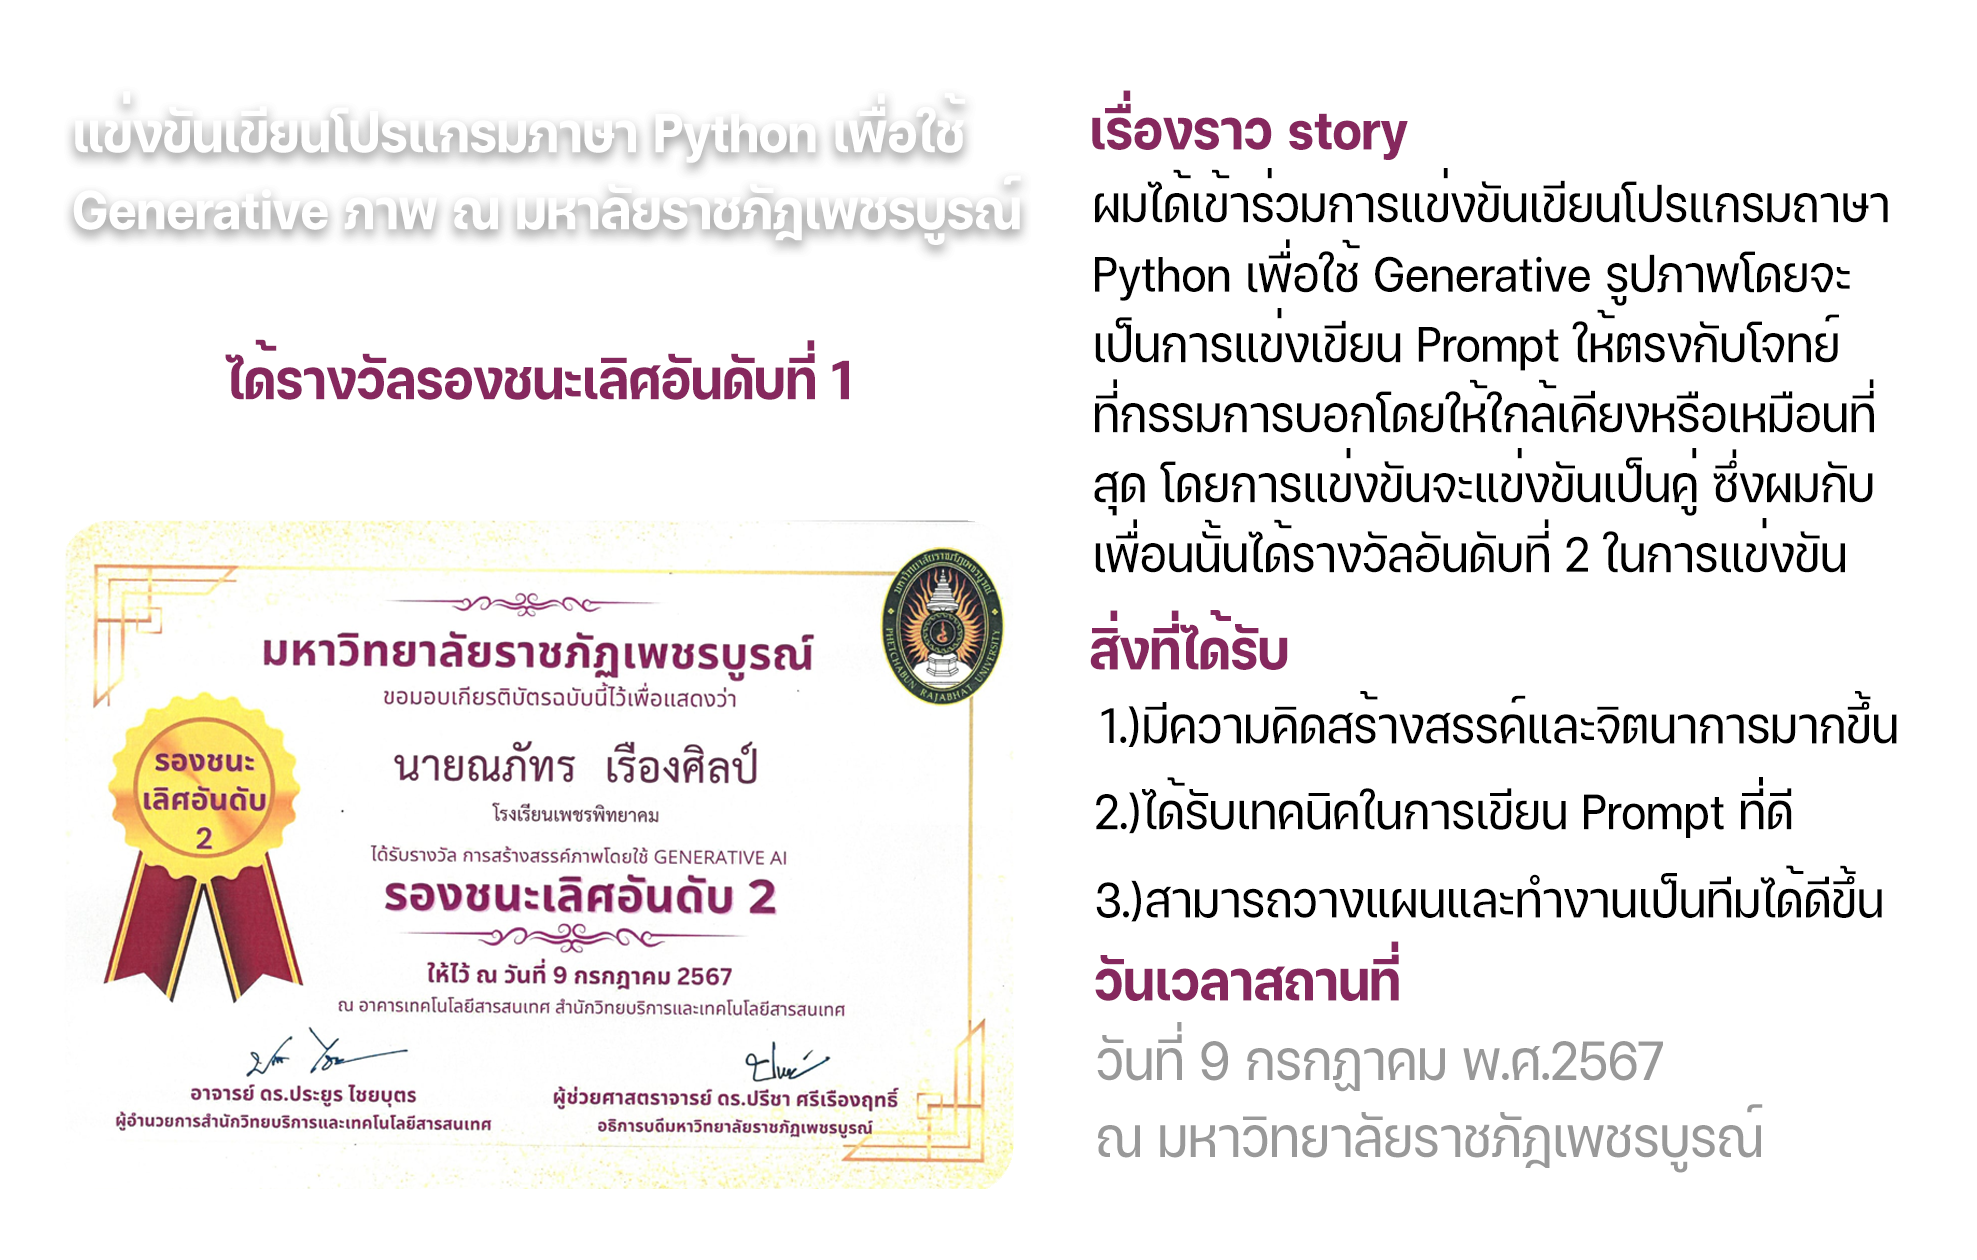 แข่งขันเขียนโปรแกรมภาษา Python เพื่อใช้
Generative ภาพ ณ มหาลัยราชภัฎเพชรบูรณ์
ได้รางวัลรองชนะเลิศอันดับที่ 1
มหาวิทยาลัยราชภัฏเพชรบูรณ์
ขอมอบเกียรติบัตรฉบับนี้ไว้เพื่อแสดงว่า
นายณภัทร เรืองศิลป์
โรงเรียนเพชรพิทยาคม
ได้รับรางวัล การสร้างสรรค์ภาพโดยใช้ GENERATIVE AI
รองชนะเลิศอันดับ 2
ให้ไว้ ณ วันที่ 9 กรกฎาคม 2567
ณ อาคารเทคโนโลยีสารสนเทศ สำนักวิทยบริการและเทคโนโลยีสารสนเทศ
รองชนะ
เลิศอันดับ
2
มหาวิทยาลัยราชภัฏเพชรบูรณ์
PHETCHABUN RAJABHAT UNIVERSITY
อาจารย์ ดร.ประยูร ไชยบุตร
ผู้อำนวยการสำนักวิทยบริการและเทคโนโลยีสารสนเทศ
ผู้ช่วยศาสตราจารย์ ดร.ปรีชา ศรีเรืองฤทธิ์
อธิการบดีมหาวิทยาลัยราชภัฏเพชรบูรณ์
เรื่องราว story
ผมได้เข้าร่วมการแข่งขันเขียนโปรแกรมถาษา
Python เพื่อใช้ Generative รูปภาพโดยจะ
เป็นการแข่งเขียน Prompt ให้ตรงกับโจทย์
ที่กรรมการบอกโดยให้ใกล้เคียงหรือเหมือนที่
สุด โดยการแข่งขันจะแข่งขันเป็นคู่ ซึ่งผมกับ
เพื่อนนั้นได้รางวัลอันดับที่ 2 ในการแข่งขัน
สิ่งที่ได้รับ
1.)มีความคิดสร้างสรรค์และจิตนาการมากขึ้น
2.)ได้รับเทคนิคในการเขียน Prompt ที่ดี
3.)สามารถวางแผนและทำงานเป็นทีมได้ดีขึ้น
วันเวลาสถานที่
วันที่ 9 กรกฏาคม พ.ศ.2567
ณ มหาวิทยาลัยราชภัฎเพชรบูรณ์